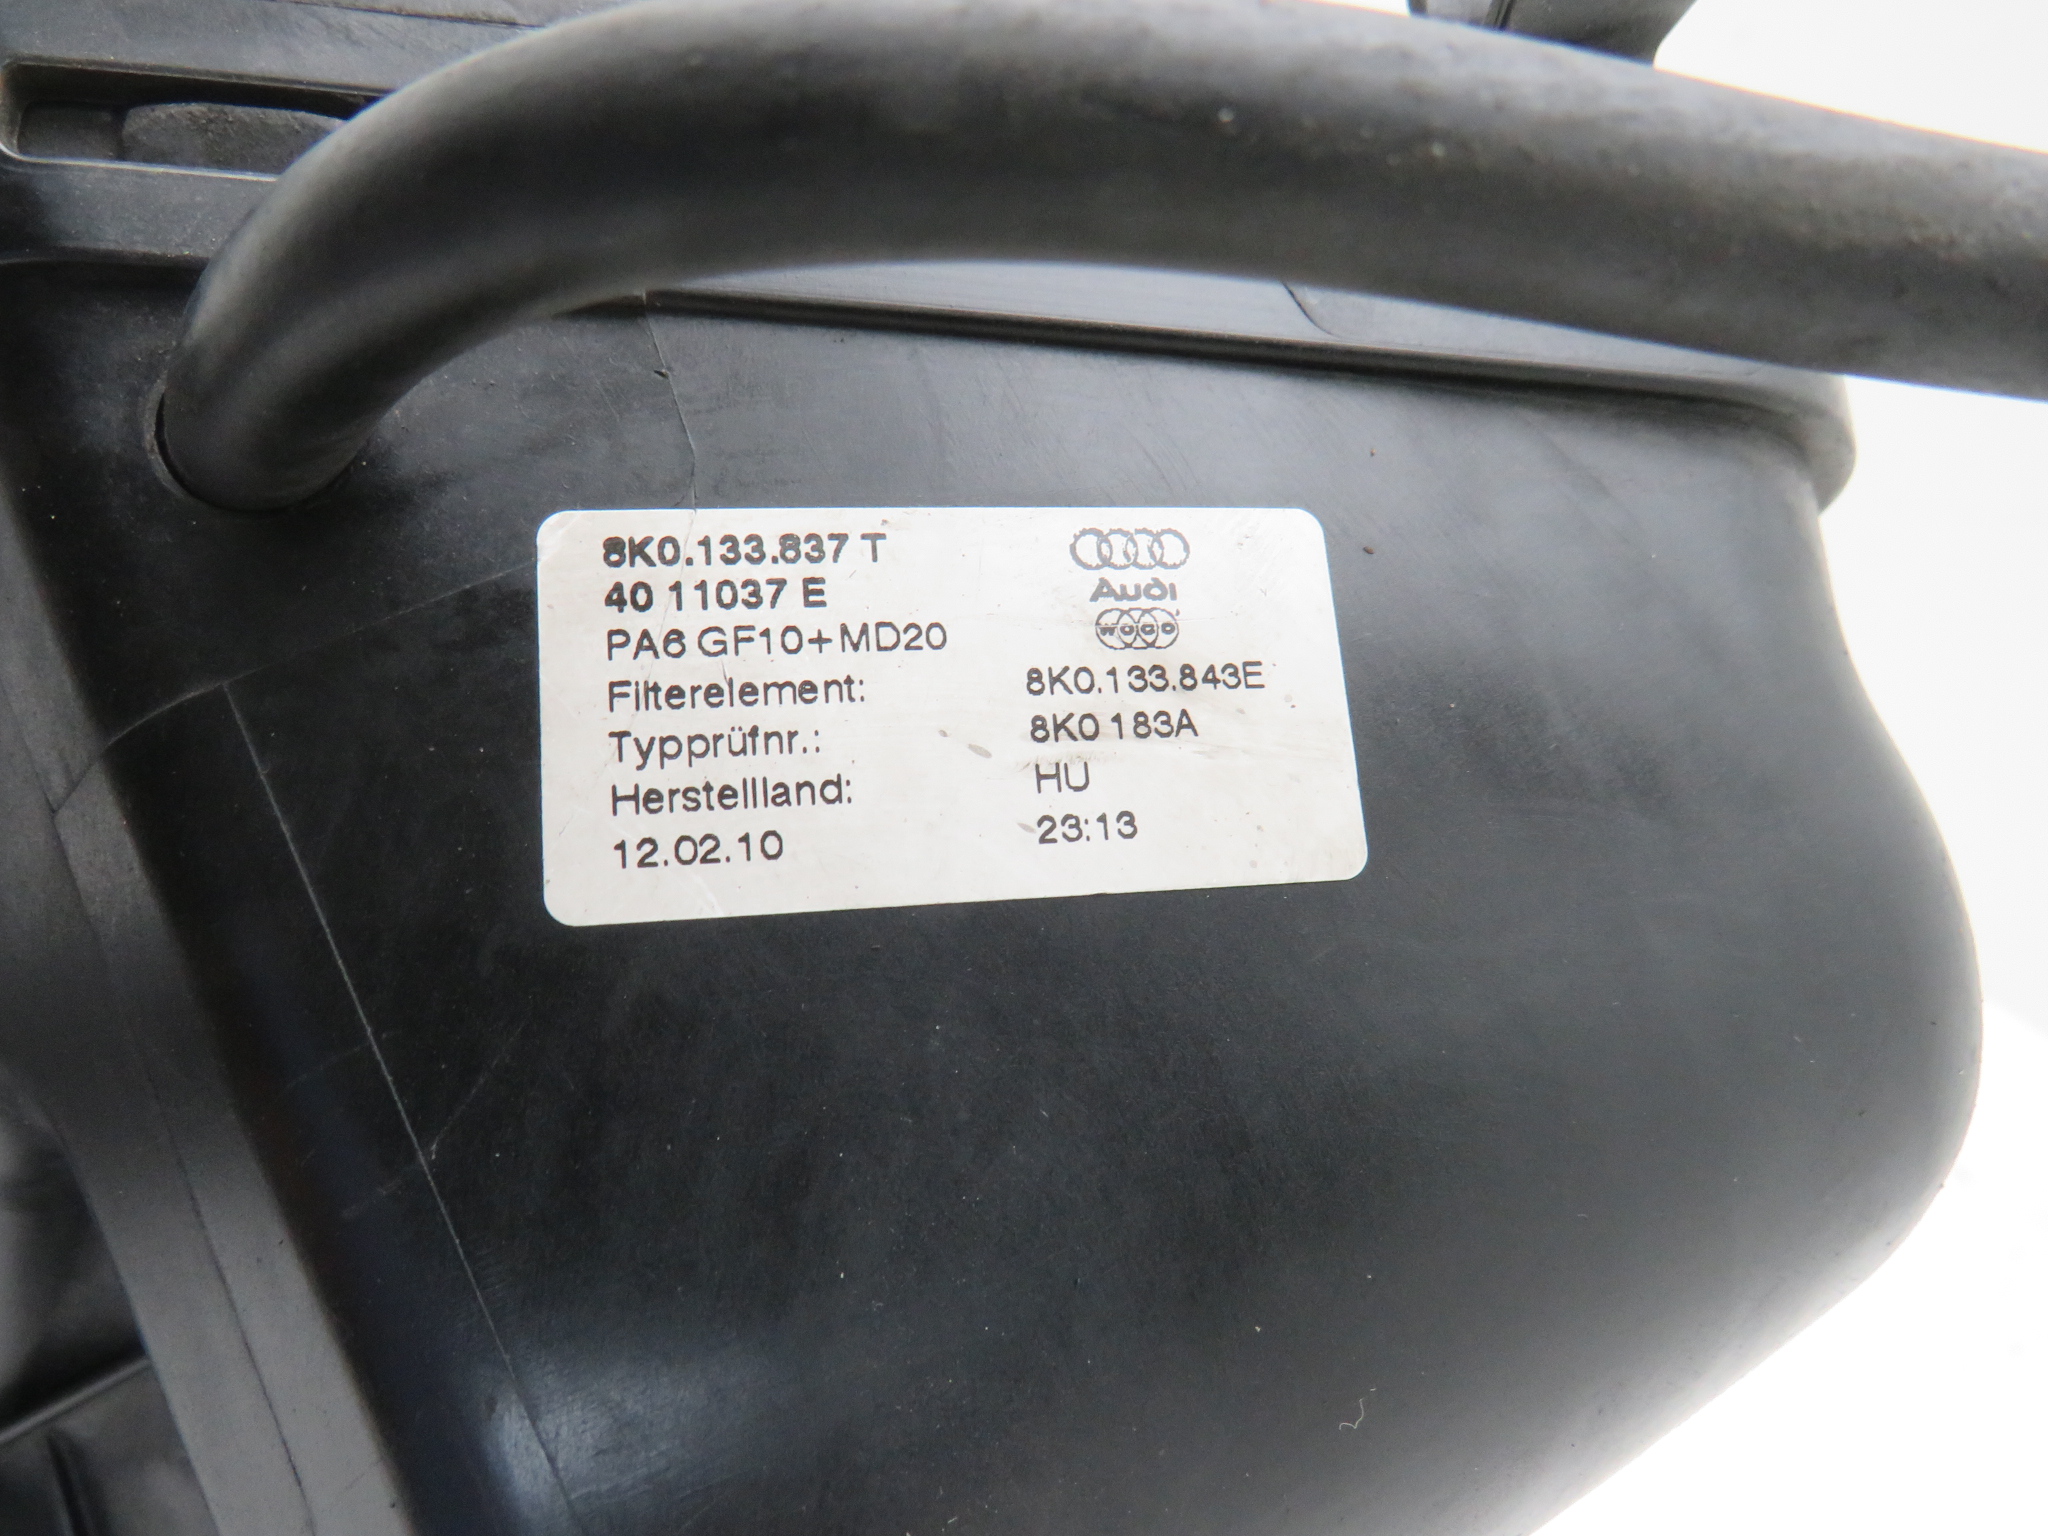 8K0.133.837 T
40 11037 E
PA6 GF10+MD20
Audi
WOCO
Filterelement: 8K0.133.843E
Typprüfnr.: 8K0 183A
Herstellland: HU
12.02.10 23:13